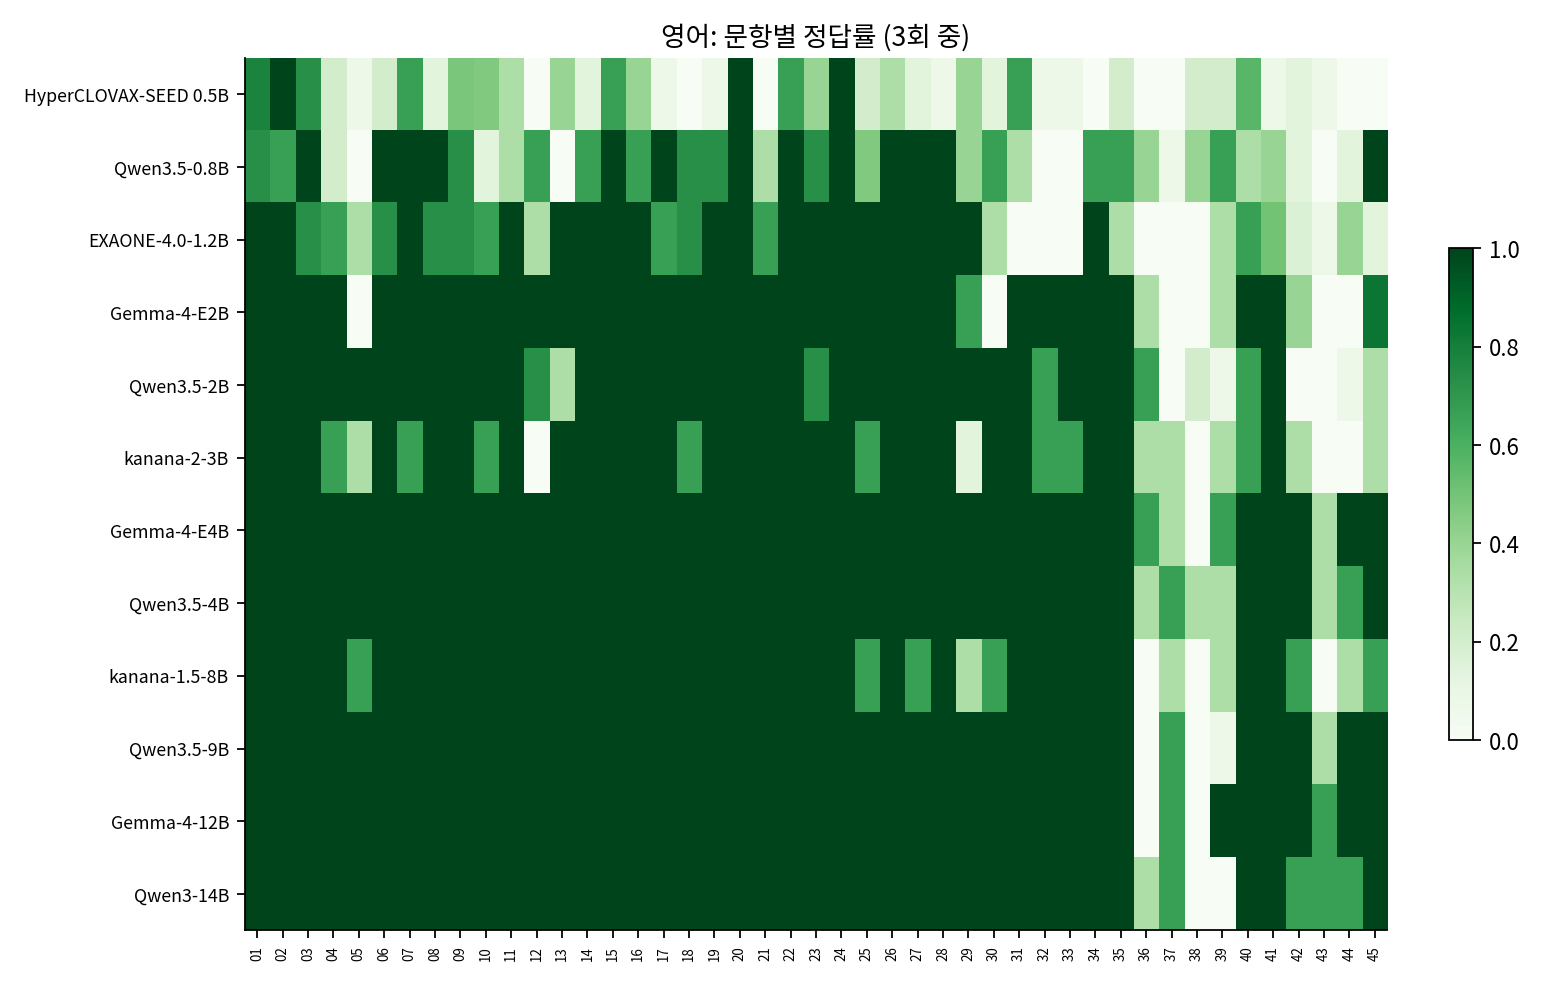 영어: 문항별 정답률 (3회 중)
HyperCLOVAX-SEED 0.5B
Qwen3.5-0.8B
EXAONE-4.0-1.2B
Gemma-4-E2B
Qwen3.5-2B
kanana-2-3B
Gemma-4-E4B
Qwen3.5-4B
kanana-1.5-8B
Qwen3.5-9B
Gemma-4-12B
Qwen3-14B
01 02 03 04 05 06 07 08 09 10 11 12 13 14 15 16 17 18 19 20 21 22 23 24 25 26 27 28 29 30 31 32 33 34 35 36 37 38 39 40 41 42 43 44 45
1.0
0.8
0.6
0.4
0.2
0.0